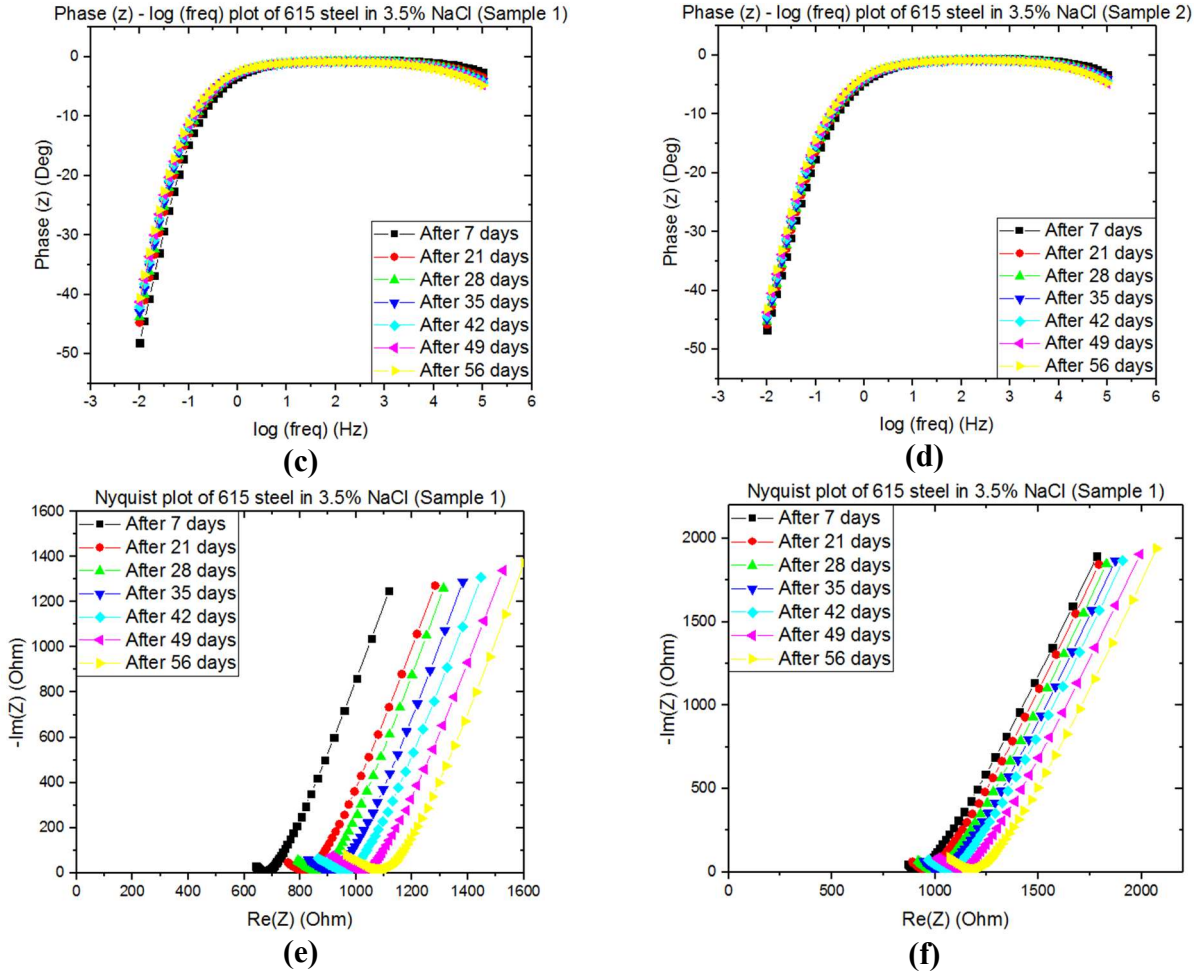 Phase (z) - log (freq) plot of 615 steel in 3.5% NaCl (Sample 1)
0
-10
-20
-30
-40
-50
Phase (z) (Deg)
After 7 days
After 21 days
After 28 days
After 35 days
After 42 days
After 49 days
After 56 days
-3 -2 -1 0 1 2 3 4 5 6
log (freq) (Hz)
(c)
Phase (z) - log (freq) plot of 615 steel in 3.5% NaCl (Sample 2)
0
-10
-20
-30
-40
-50
Phase (z) (Deg)
After 7 days
After 21 days
After 28 days
After 35 days
After 42 days
After 49 days
After 56 days
-3 -2 -1 0 1 2 3 4 5 6
log (freq) (Hz)
(d)
Nyquist plot of 615 steel in 3.5% NaCl (Sample 1)
1600
1400
1200
1000
800
600
400
200
0
-Im(Z) (Ohm)
After 7 days
After 21 days
After 28 days
After 35 days
After 42 days
After 49 days
After 56 days
0 200 400 600 800 1000 1200 1400 1600
Re(Z) (Ohm)
(e)
Nyquist plot of 615 steel in 3.5% NaCl (Sample 1)
2000
1500
1000
500
0
-Im(Z) (Ohm)
After 7 days
After 21 days
After 28 days
After 35 days
After 42 days
After 49 days
After 56 days
0 500 1000 1500 2000
Re(Z) (Ohm)
(f)